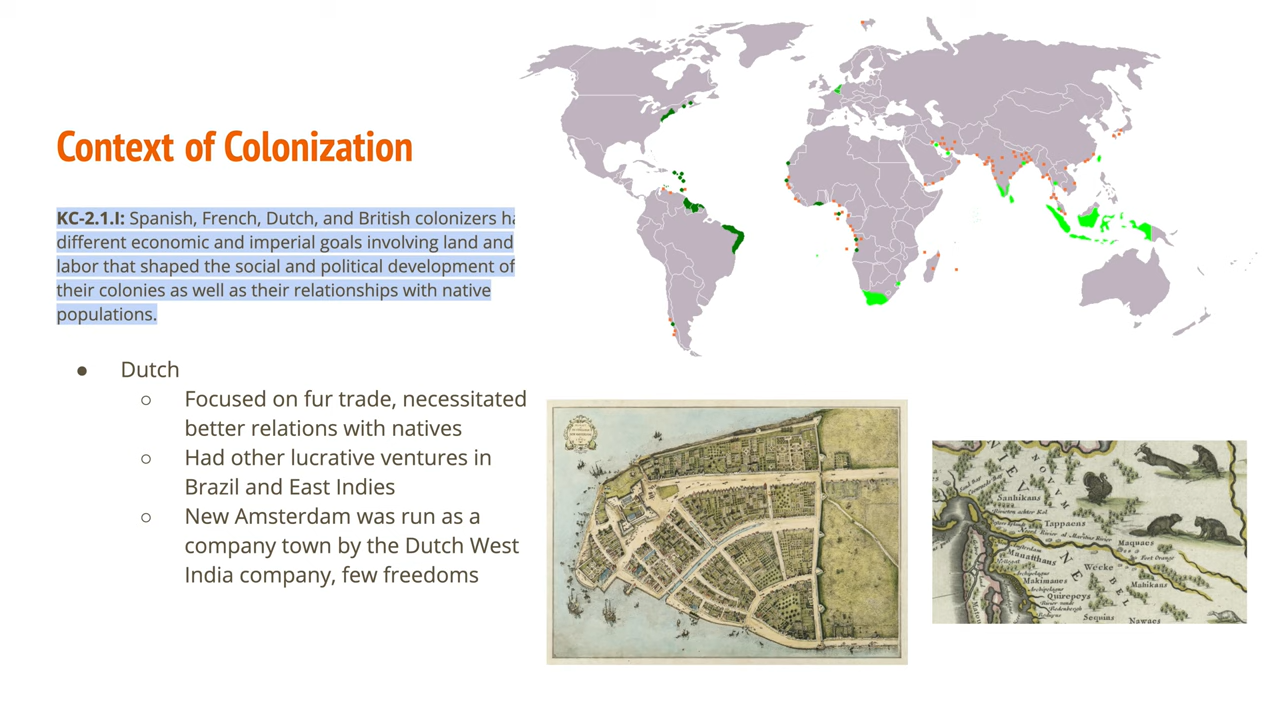 Context of Colonization
KC-2.1.I: Spanish, French, Dutch, and British colonizers ha
different economic and imperial goals involving land and
labor that shaped the social and political development of
their colonies as well as their relationships with native
populations.
● Dutch
○ Focused on fur trade, necessitated
better relations with natives
○ Had other lucrative ventures in
Brazil and East Indies
○ New Amsterdam was run as a
company town by the Dutch West
India company, few freedoms
Sanhikans
Tappaens
Maquaes
Manatthans
Wecke
Mahikans
Makimanes
Quirepeys
Sequins
Nawaes